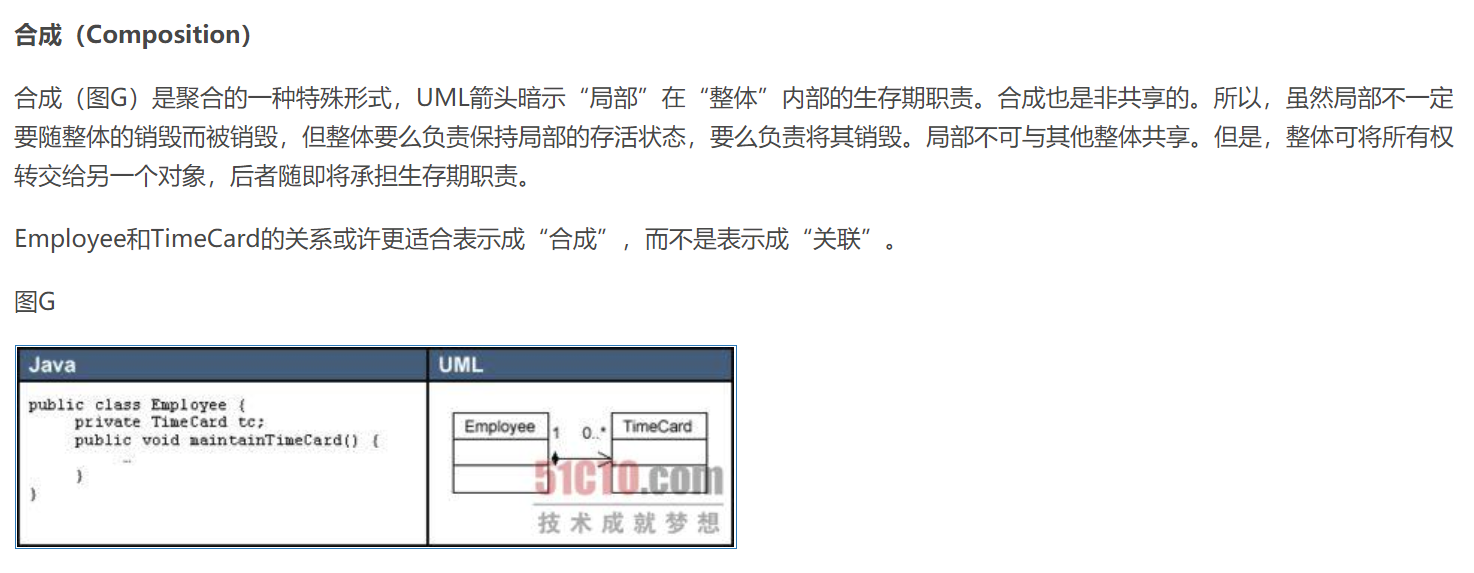 合成（Composition）
合成（图G）是聚合的一种特殊形式，UML箭头暗示“局部”在“整体”内部的生存期职责。合成也是非共享的。所以，虽然局部不一定
要随整体的销毁而被销毁，但整体要么负责保持局部的存活状态，要么负责将其销毁。局部不可与其他整体共享。但是，整体可将所有权
转交给另一个对象，后者随即将承担生存期职责。
Employee和TimeCard的关系或许更适合表示成“合成”，而不是表示成“关联”。
图G
Java
public class Employee {
private TimeCard tc;
public void maintainTimeCard() {
…
}
}
UML
Employee
1
0..*
TimeCard
51CTO.com
技术成就梦想